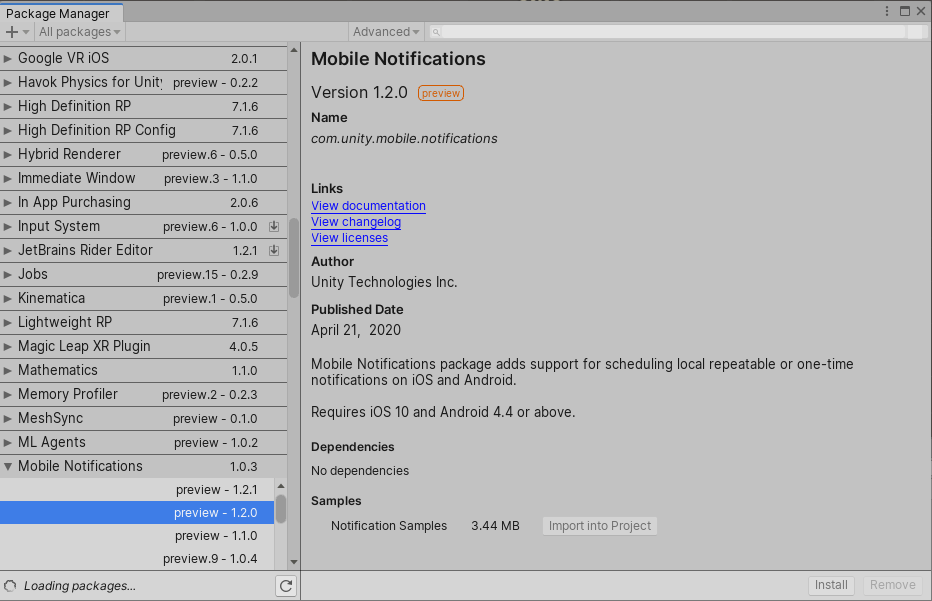 Package Manager
All packages
Advanced
Google VR iOS 2.0.1
Havok Physics for Unity preview - 0.2.2
High Definition RP 7.1.6
High Definition RP Config 7.1.6
Hybrid Renderer preview.6 - 0.5.0
Immediate Window preview.3 - 1.1.0
In App Purchasing 2.0.6
Input System preview.6 - 1.0.0
JetBrains Rider Editor 1.2.1
Jobs preview.15 - 0.2.9
Kinematica preview.1 - 0.5.0
Lightweight RP 7.1.6
Magic Leap XR Plugin 4.0.5
Mathematics 1.1.0
Memory Profiler preview.2 - 0.2.3
MeshSync preview - 0.1.0
ML Agents preview - 1.0.2
Mobile Notifications 1.0.3
preview - 1.2.1
preview - 1.2.0
preview - 1.1.0
preview.9 - 1.0.4
Loading packages...
Mobile Notifications
Version 1.2.0 preview
Name
com.unity.mobile.notifications
Links
View documentation
View changelog
View licenses
Author
Unity Technologies Inc.
Published Date
April 21, 2020
Mobile Notifications package adds support for scheduling local repeatable or one-time
notifications on iOS and Android.
Requires iOS 10 and Android 4.4 or above.
Dependencies
No dependencies
Samples
Notification Samples 3.44 MB Import into Project
Install Remove